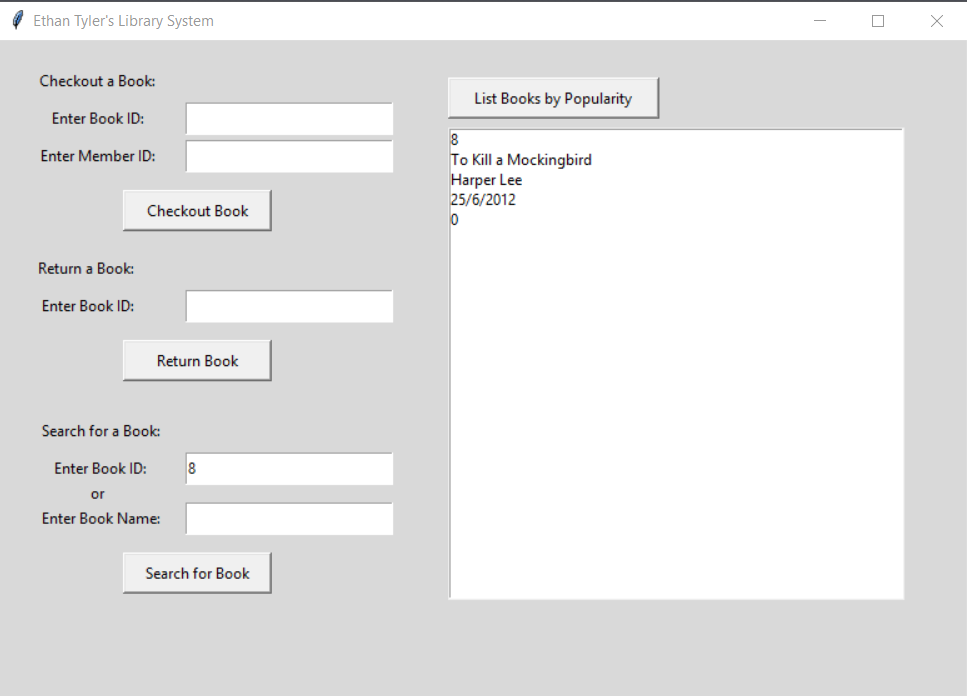 Ethan Tyler's Library System
Checkout a Book:
Enter Book ID:
Enter Member ID:
Checkout Book
Return a Book:
Enter Book ID:
Return Book
Search for a Book:
Enter Book ID:
8
or
Enter Book Name:
Search for Book
List Books by Popularity
8
To Kill a Mockingbird
Harper Lee
25/6/2012
0